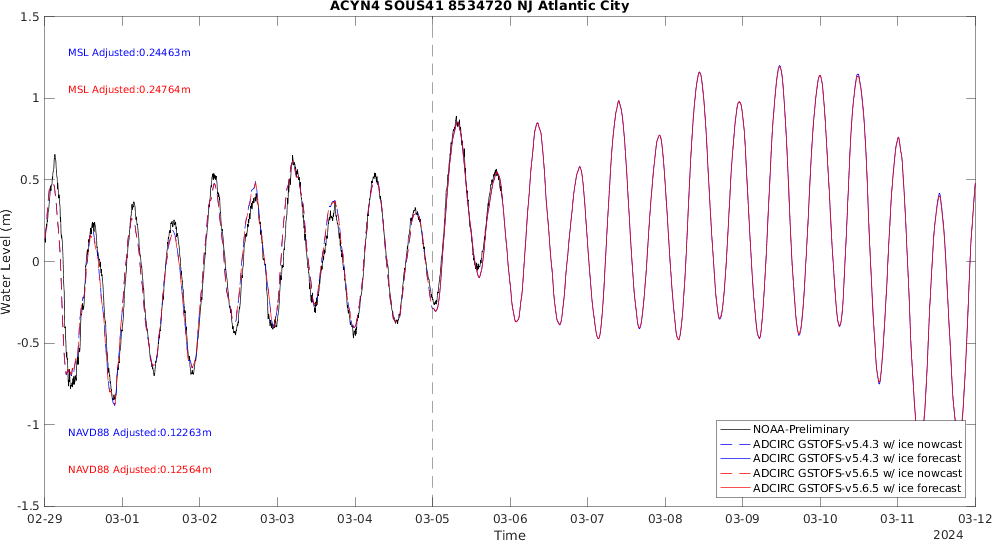 ACYN4 SOUS41 8534720 NJ Atlantic City
1.5
MSL Adjusted:0.24463m
MSL Adjusted:0.24764m
1
0.5
0
-0.5
-1
-1.5
Water Level (m)
NAVD88 Adjusted:0.12263m
NAVD88 Adjusted:0.12564m
NOAA-Preliminary
ADCIRC GSTOFS-v5.4.3 w/ ice nowcast
ADCIRC GSTOFS-v5.4.3 w/ ice forecast
ADCIRC GSTOFS-v5.6.5 w/ ice nowcast
ADCIRC GSTOFS-v5.6.5 w/ ice forecast
02-29 03-01 03-02 03-03 03-04 03-05 03-06 03-07 03-08 03-09 03-10 03-11 03-12
Time
2024